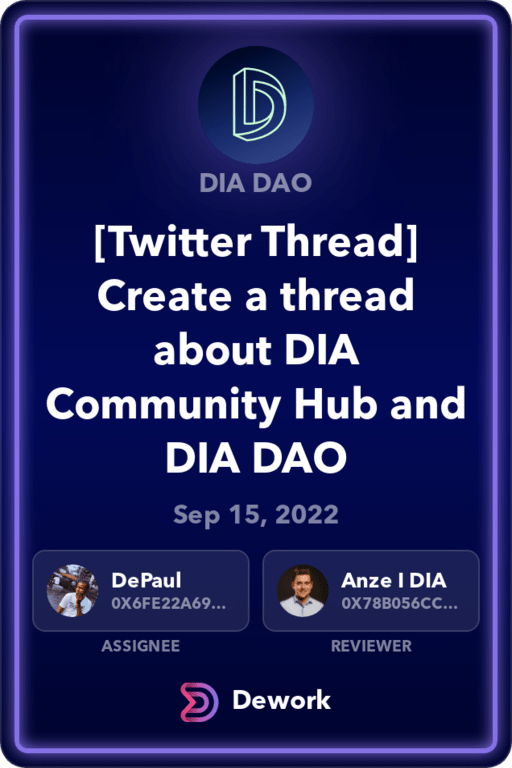 DIA DAO
[Twitter Thread]
Create a thread
about DIA
Community Hub and
DIA DAO
Sep 15, 2022
DePaul
0X6FE22A69...
ASSIGNEE
Anze I DIA
0X78B056CC...
REVIEWER
Dework